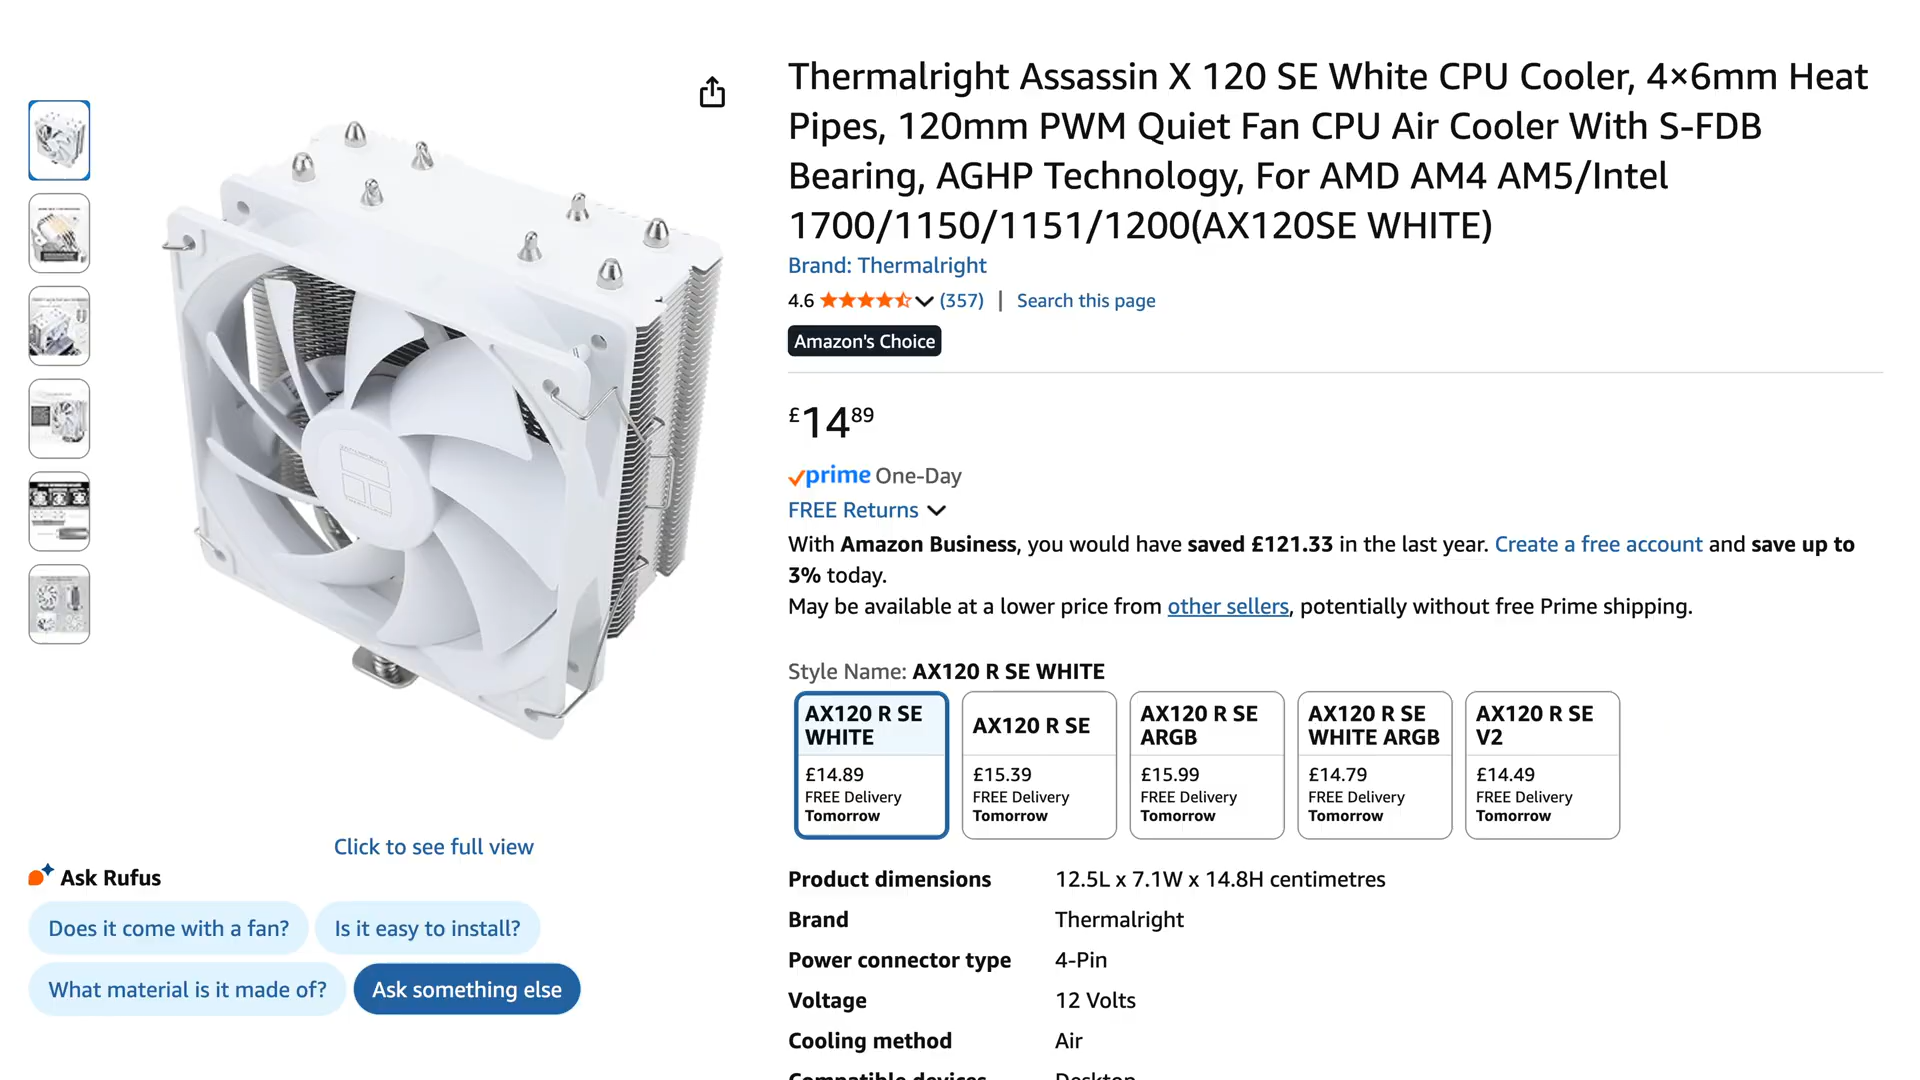 Thermalright Assassin X 120 SE White CPU Cooler, 4×6mm Heat
Pipes, 120mm PWM Quiet Fan CPU Air Cooler With S-FDB
Bearing, AGHP Technology, For AMD AM4 AM5/Intel
1700/1150/1151/1200(AX120SE WHITE)
Brand: Thermalright
4.6 (357) | Search this page
Amazon's Choice
£14.89
prime One-Day
FREE Returns
With Amazon Business, you would have saved £121.33 in the last year. Create a free account and save up to
3% today.
May be available at a lower price from other sellers, potentially without free Prime shipping.
Style Name: AX120 R SE WHITE
AX120 R SE
WHITE
£14.89
FREE Delivery
Tomorrow
AX120 R SE
£15.39
FREE Delivery
Tomorrow
AX120 R SE
ARGB
£15.99
FREE Delivery
Tomorrow
AX120 R SE
WHITE ARGB
£14.79
FREE Delivery
Tomorrow
AX120 R SE
V2
£14.49
FREE Delivery
Tomorrow
Click to see full view
Ask Rufus
Does it come with a fan?
Is it easy to install?
What material is it made of?
Ask something else
Product dimensions 12.5L x 7.1W x 14.8H centimetres
Brand Thermalright
Power connector type 4-Pin
Voltage 12 Volts
Cooling method Air
Compatible devices Desktop